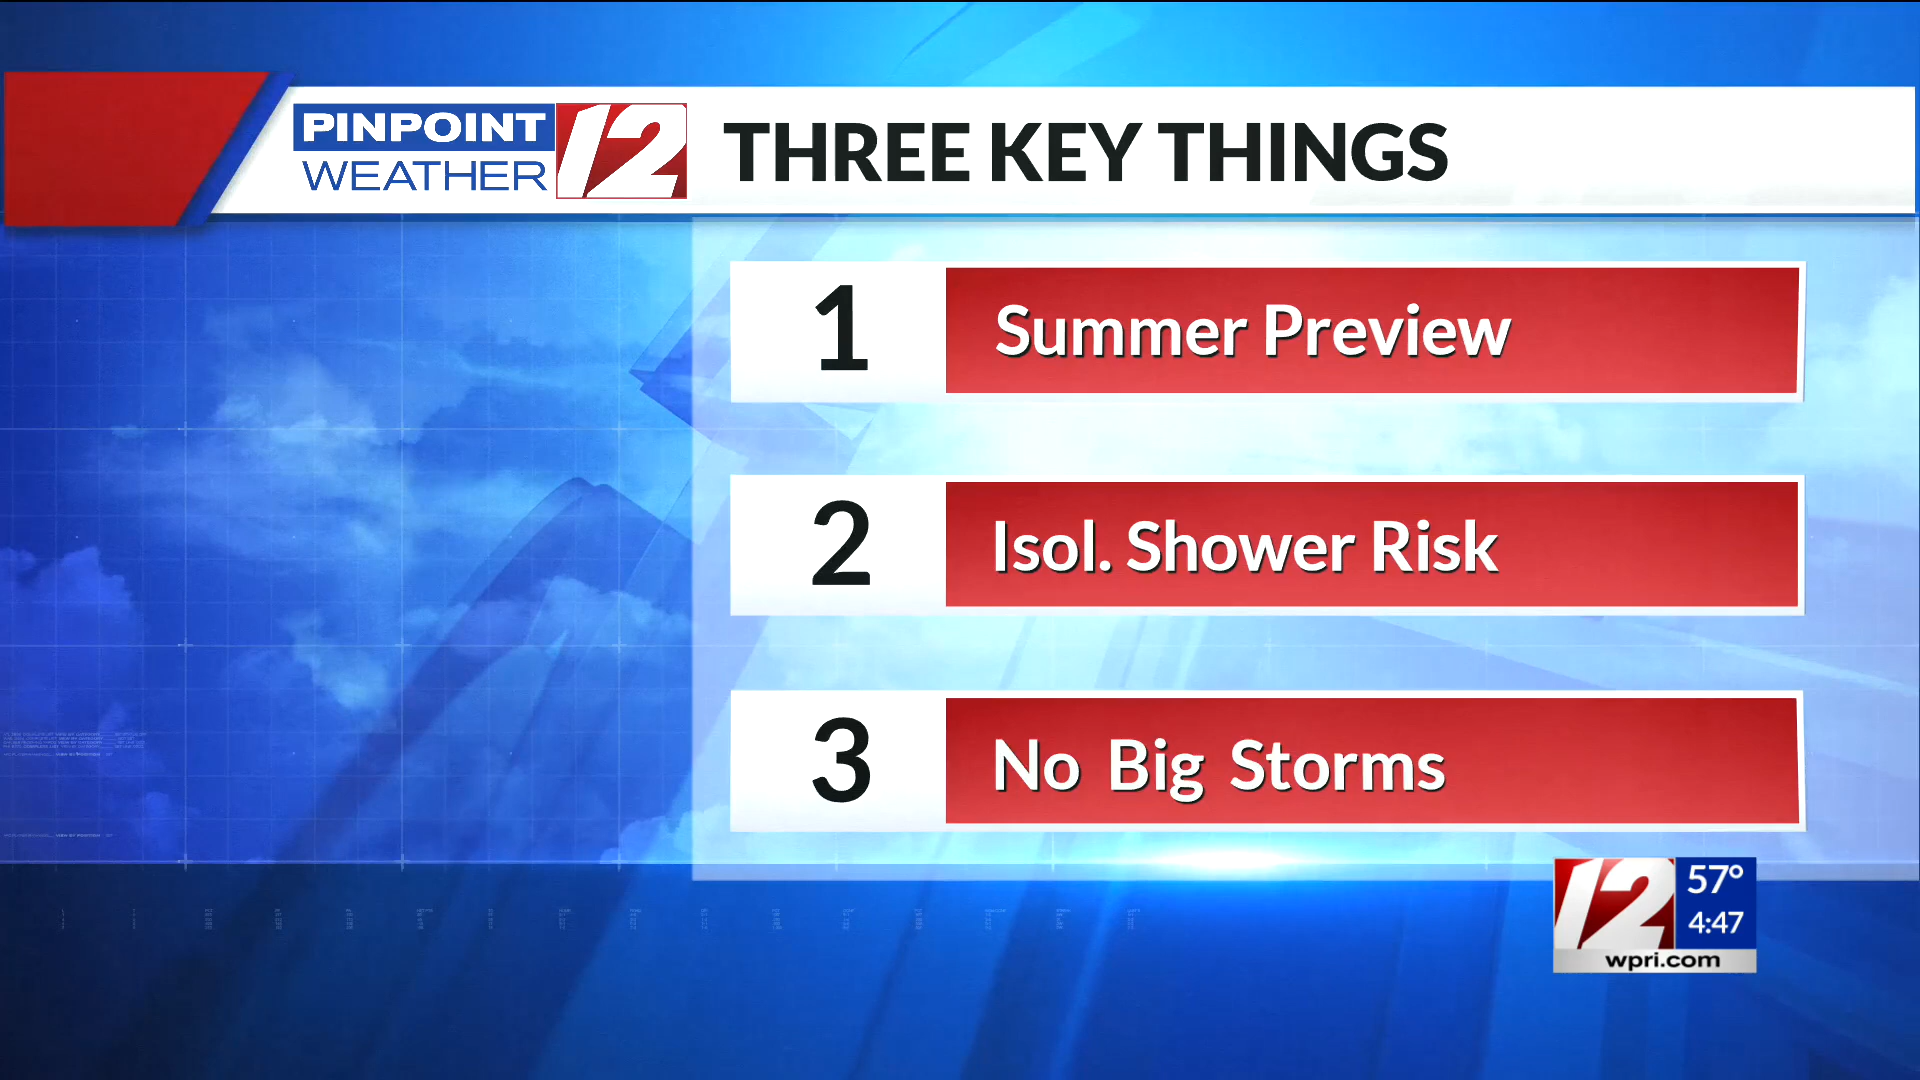 PINPOINT
WEATHER
12
THREE KEY THINGS
1
Summer Preview
2
Isol. Shower Risk
3
No Big Storms
12
57°
4:47
wpri.com